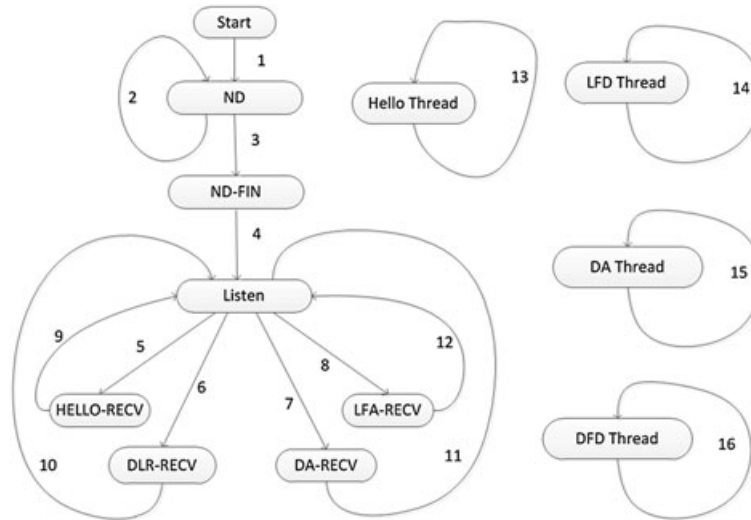 Start
1
2
ND
3
ND-FIN
4
Listen
9
5
6
7
8
12
HELLO-RECV
LFA-RECV
10
DLR-RECV
DA-RECV
11
Hello Thread
13
LFD Thread
14
DA Thread
15
DFD Thread
16